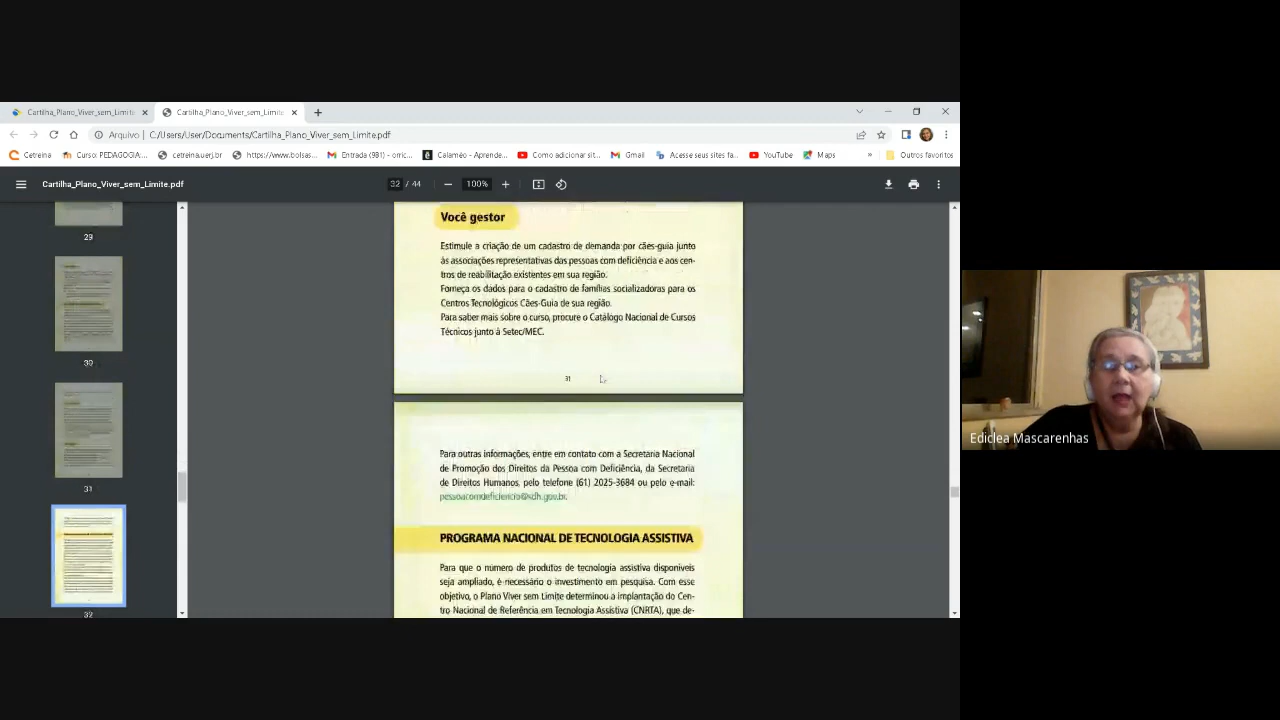 Cartilha_Plano_Viver_sem_Limite
Cartilha_Plano_Viver_sem_Limite
Arquivo | C:/Users/User/Documents/Cartilha_Plano_Viver_sem_Limite.pdf
Cetreina
Curso: PEDAGOGIA...
cetreina.uerj.br
https://www.bolsas...
Entrada (981) - orric...
Calaméo - Aprende...
Como adicionar sit...
Gmail
Acesse seus sites fa...
YouTube
Maps
»
Outros favoritos
Cartilha_Plano_Viver_sem_Limite.pdf
32 / 44
100%
29
30
31
32
Você gestor
Estimule a criação de um cadastro de demanda por cães-guia junto
às associações representativas das pessoas com deficiência e aos cen-
tros de reabilitação existentes em sua região.
Forneça os dados para o cadastro de famílias socializadoras para os
Centros Tecnológicos Cães-Guia de sua região.
Para saber mais sobre o curso, procure o Catálogo Nacional de Cursos
Técnicos junto à Setec/MEC.
31
Para outras informações, entre em contato com a Secretaria Nacional
de Promoção dos Direitos da Pessoa com Deficiência, da Secretaria
de Direitos Humanos, pelo telefone (61) 2025-3684 ou pelo e-mail:
pessoacomdeficiencia@sdh.gov.br.
PROGRAMA NACIONAL DE TECNOLOGIA ASSISTIVA
Para que o número de produtos de tecnologia assistiva disponíveis
seja ampliado, é necessário o investimento em pesquisa. Com esse
objetivo, o Plano Viver sem Limite determinou a implantação do Cen-
tro Nacional de Referência em Tecnologia Assistiva (CNRTA), que de-
Ediclea Mascarenhas